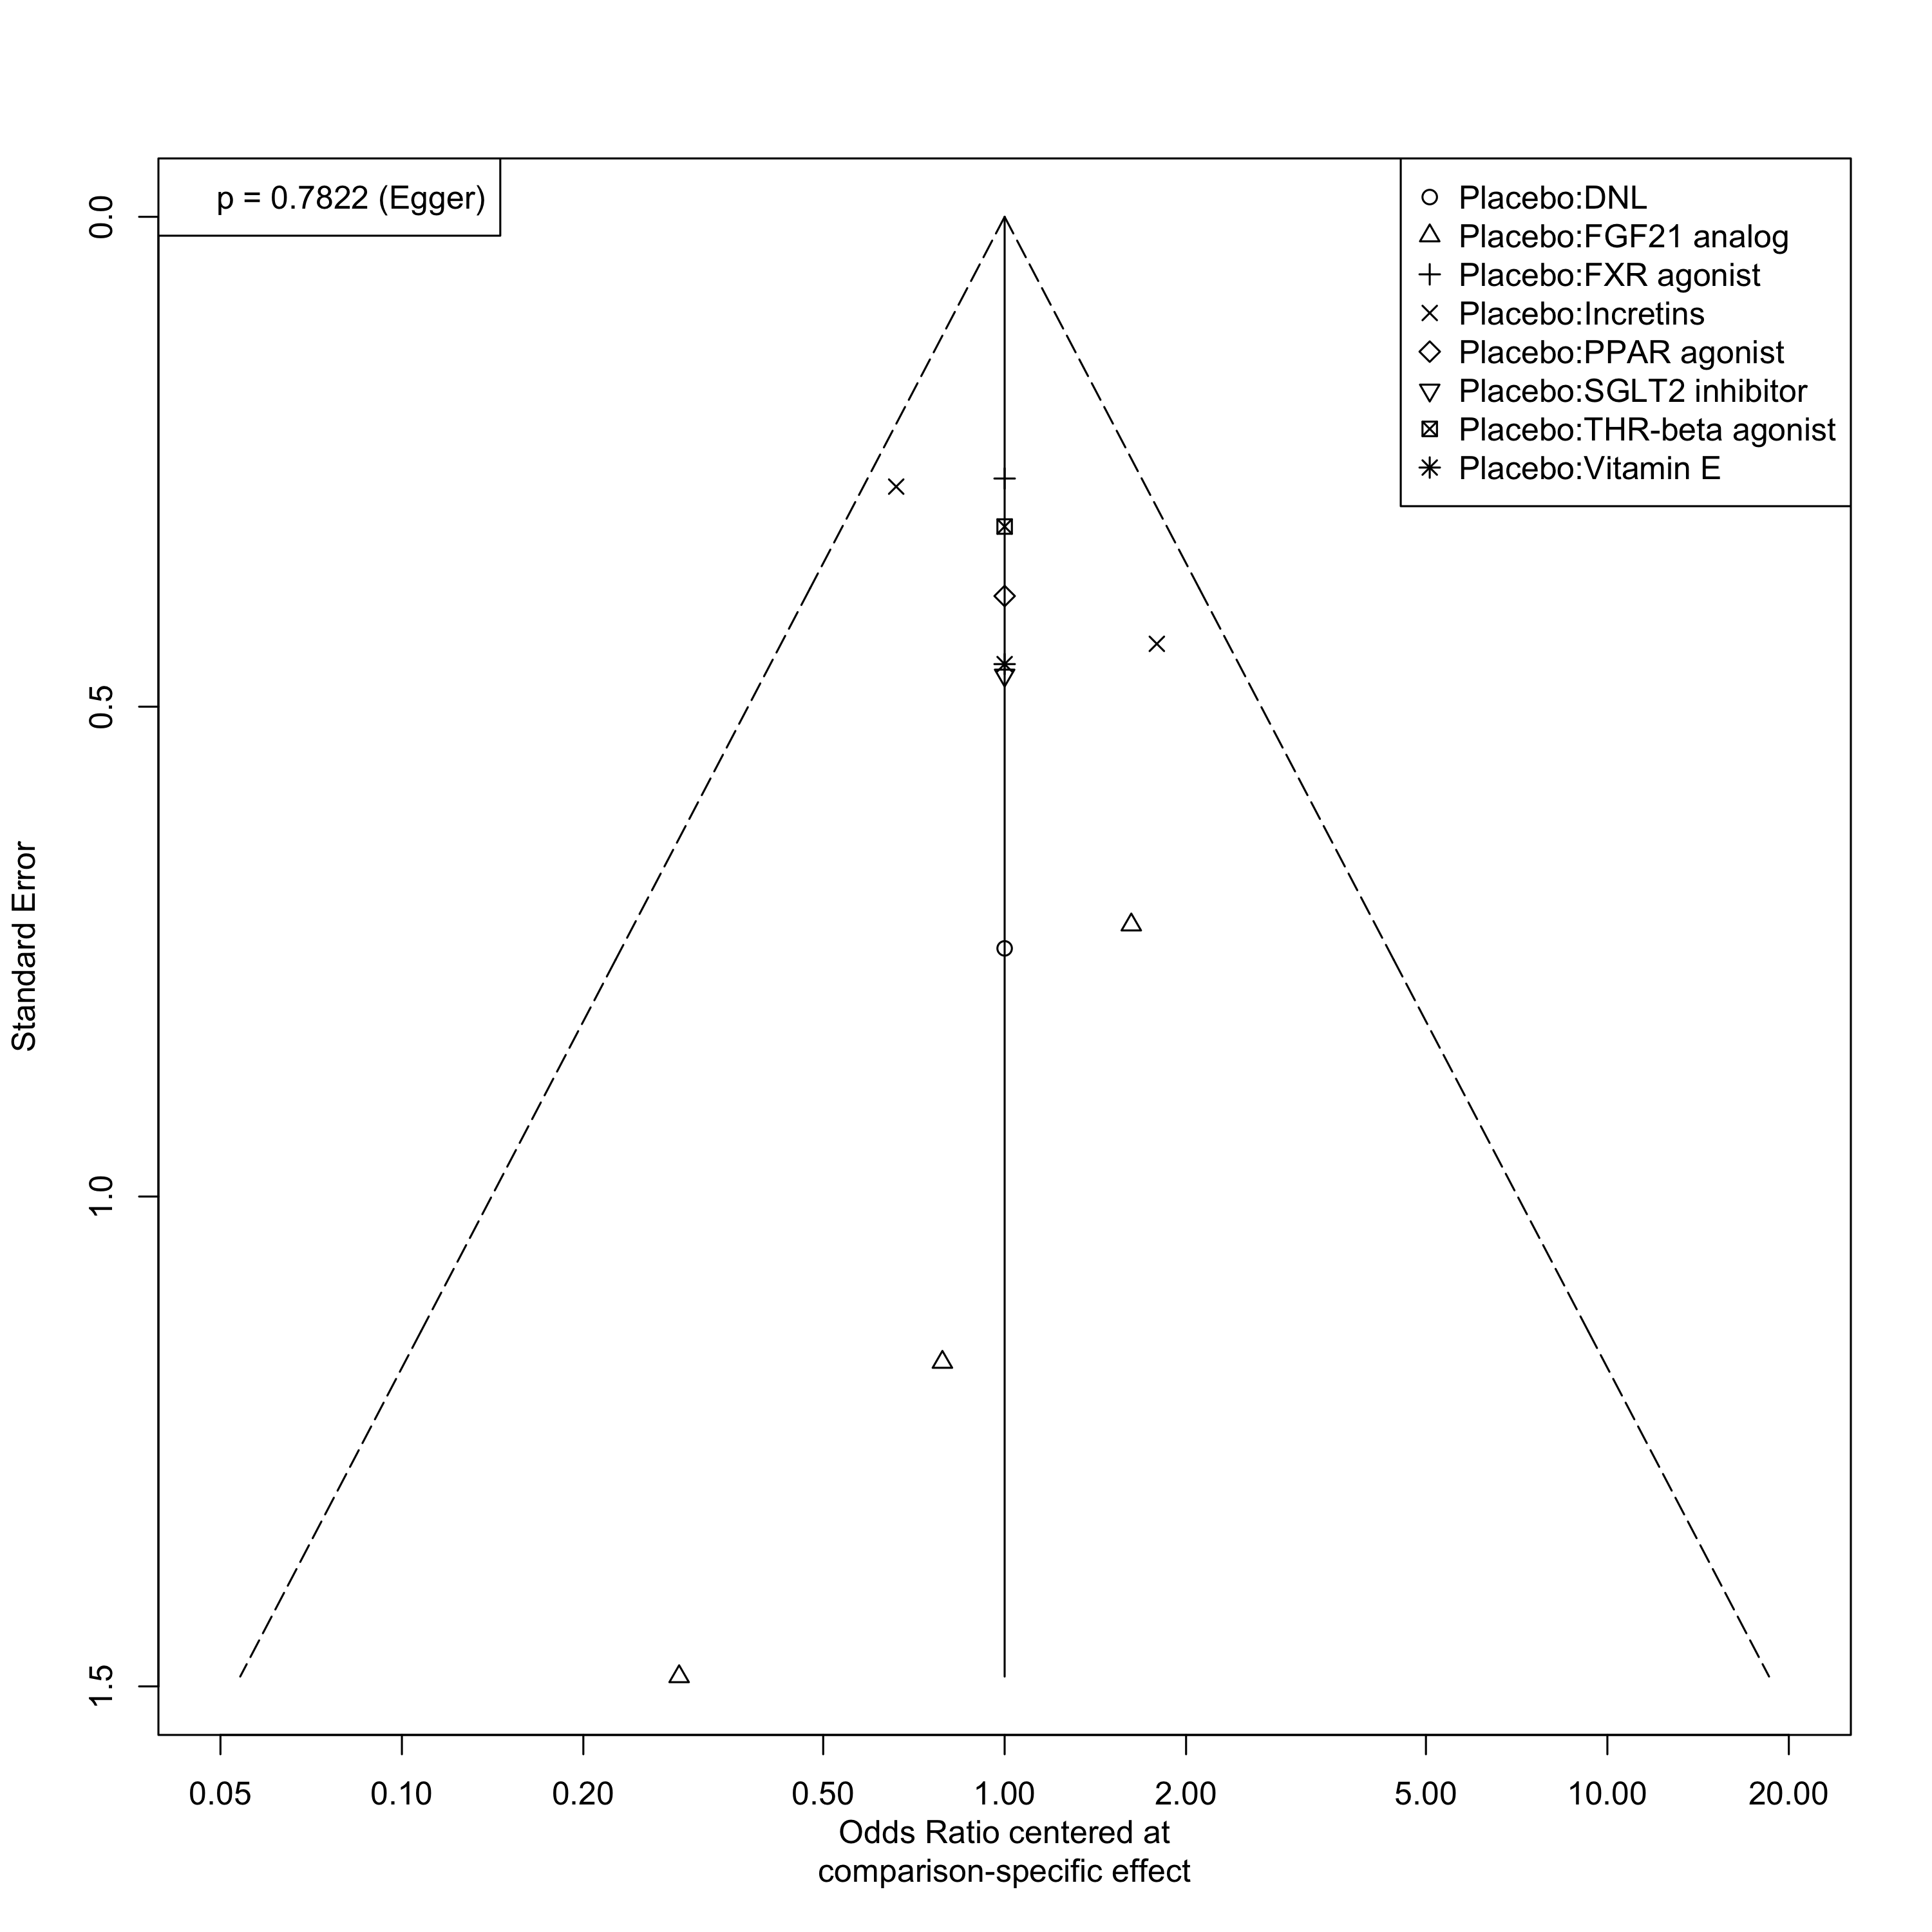 p = 0.7822 (Egger)
Placebo:DNL
Placebo:FGF21 analog
Placebo:FXR agonist
Placebo:Incretins
Placebo:PPAR agonist
Placebo:SGLT2 inhibitor
Placebo:THR-beta agonist
Placebo:Vitamin E
Standard Error
0.0
0.5
1.0
1.5
0.05 0.10 0.20 0.50 1.00 2.00 5.00 10.00 20.00
Odds Ratio centered at
comparison-specific effect